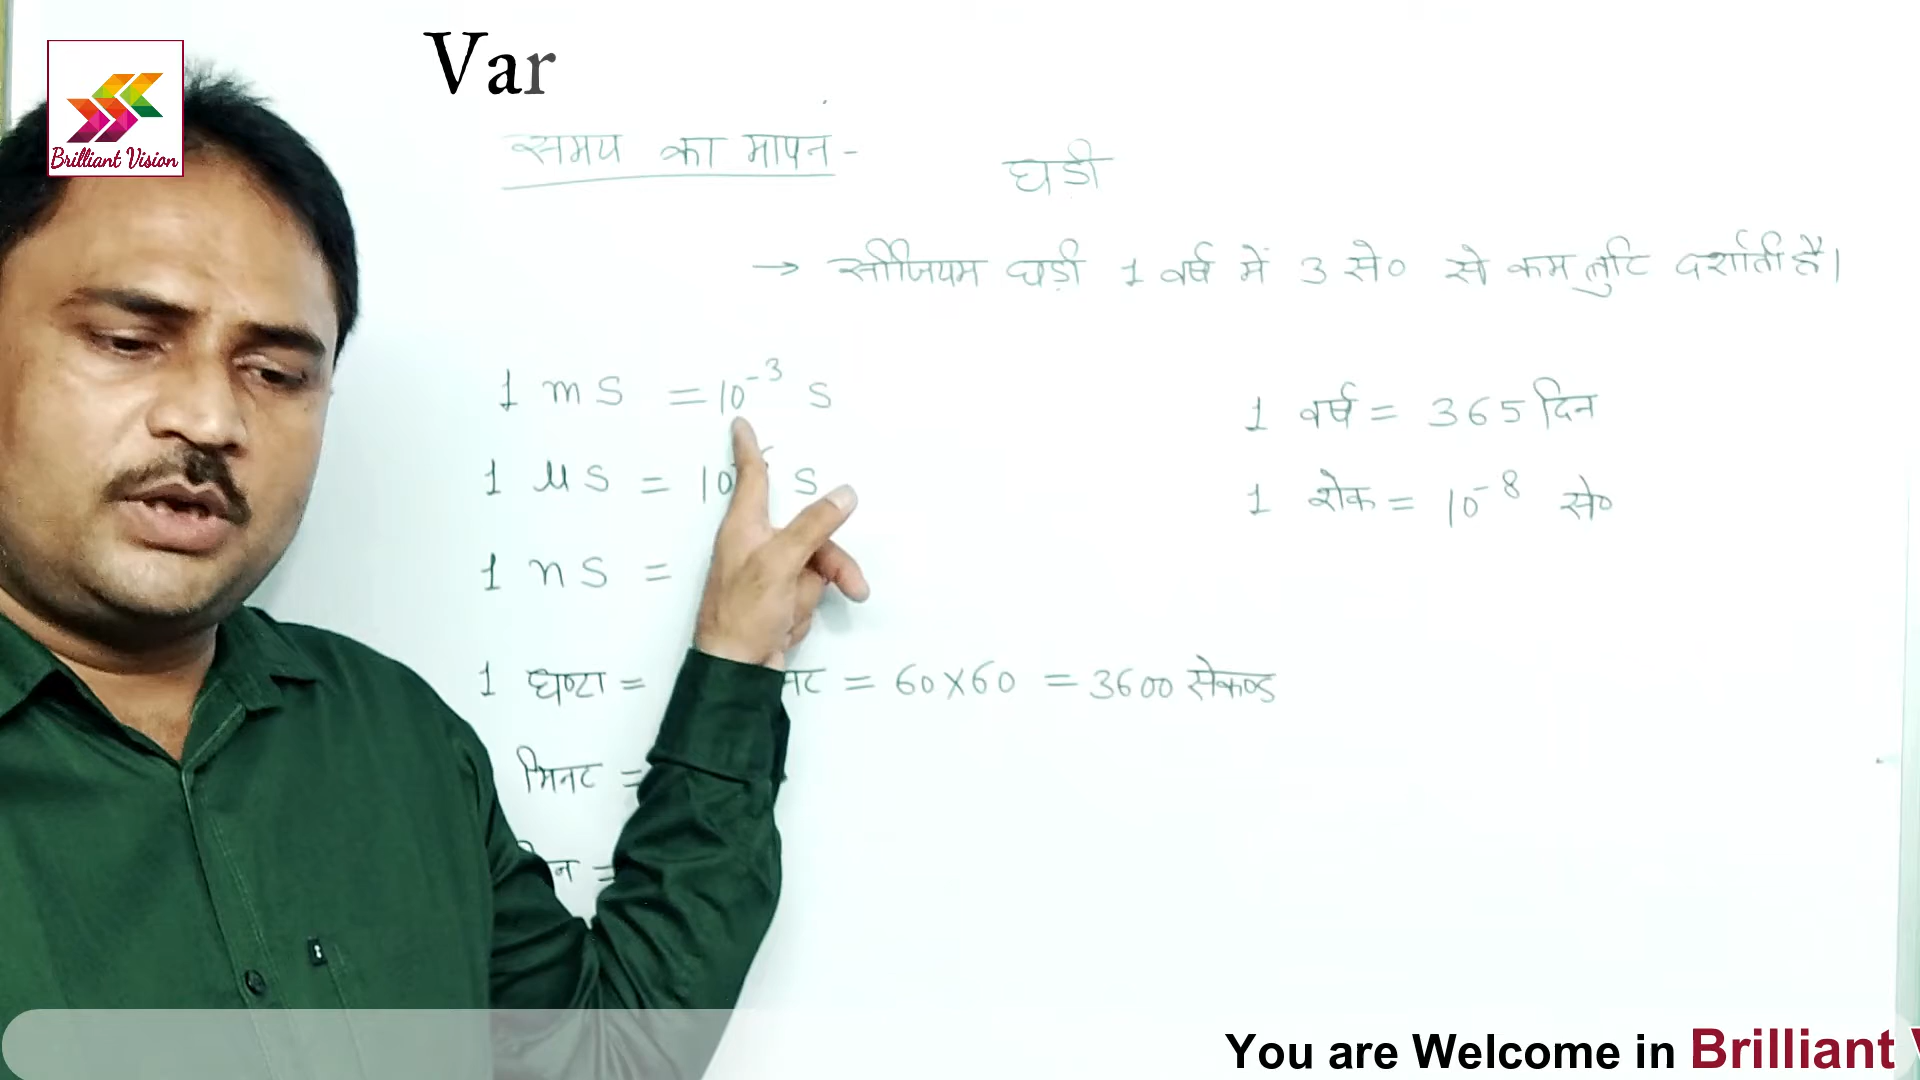 Var
Brilliant Vision
समय का मापन-
घड़ी
→ सीजियम घड़ी 1 वर्ष में 3 से० से कम त्रुटि दर्शाती है।
1 mS = 10⁻³ S
1 μS = 10 S
1 nS =
1 घण्टा = = 60×60 = 3600 सेकण्ड
मिनट =
1 वर्ष = 365 दिन
1 शेक = 10⁻⁸ से०
You are Welcome in Brilliant